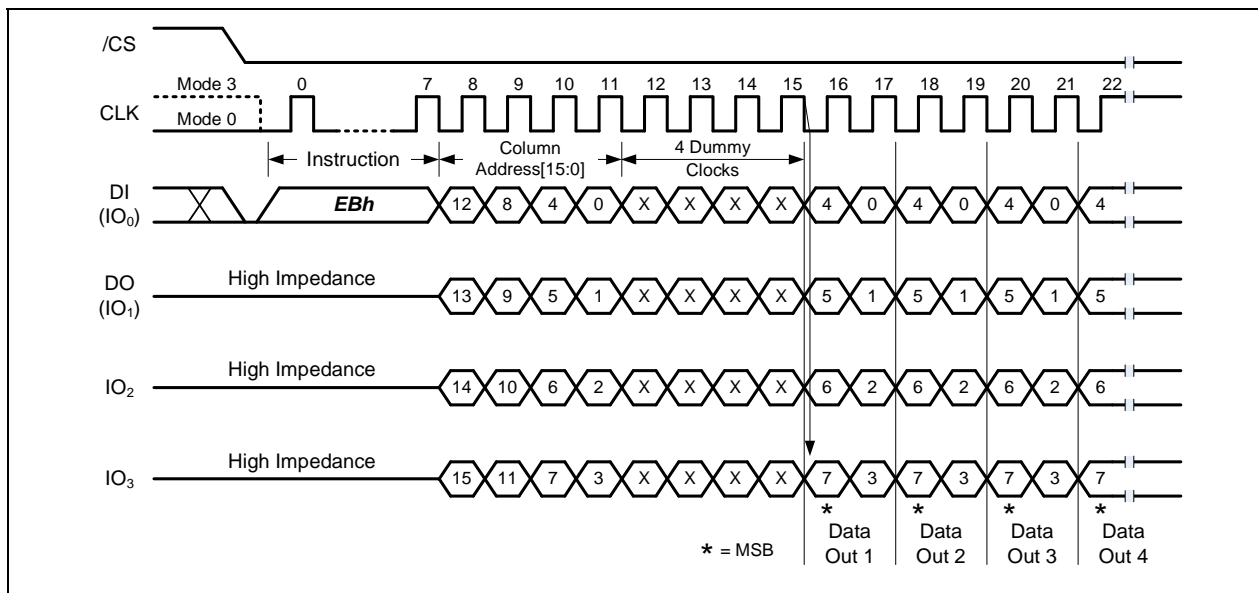 /CS
Mode 3 0 7 8 9 10 11 12 13 14 15 16 17 18 19 20 21 22
CLK
Mode 0
Instruction
Column
Address[15:0]
4 Dummy
Clocks
DI
(IO0)
EBh 12 8 4 0 X X X X 4 0 4 0 4 0 4
DO
(IO1)
High Impedance
13 9 5 1 X X X X 5 1 5 1 5 1 5
IO2
High Impedance
14 10 6 2 X X X X 6 2 6 2 6 2 6
IO3
High Impedance
15 11 7 3 X X X X 7 3 7 3 7 3 7
* * * *
* = MSB
Data
Out 1
Data
Out 2
Data
Out 3
Data
Out 4